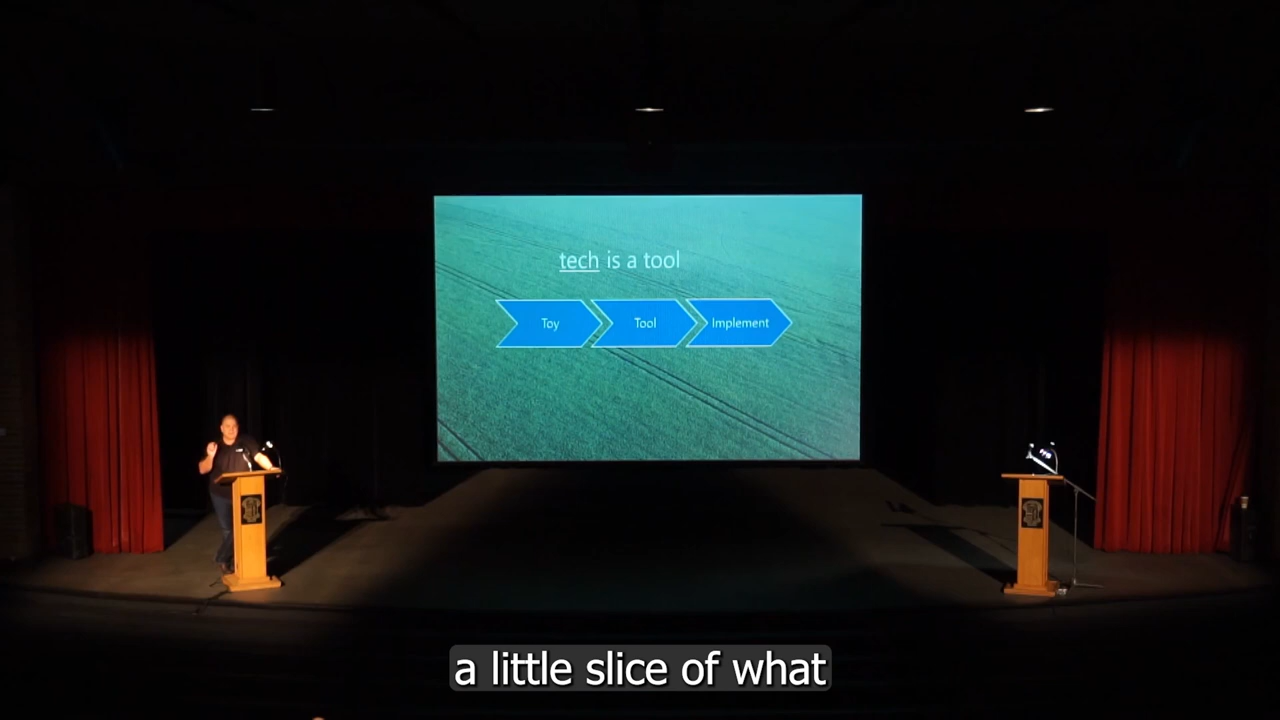 tech is a tool
Toy
Tool
Implement
a little slice of what